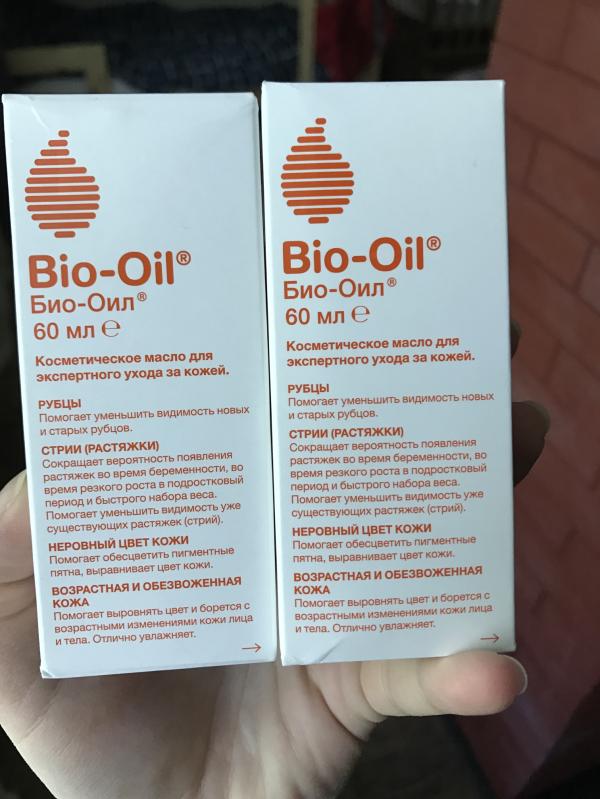 Bio-Oil®
Био-Оил®
60 мл ℮
Косметическое масло для
экспертного ухода за кожей.
РУБЦЫ
Помогает уменьшить видимость новых
и старых рубцов.
СТРИИ (РАСТЯЖКИ)
Сокращает вероятность появления
растяжек во время беременности, во
время резкого роста в подростковый
период и быстрого набора веса.
Помогает уменьшить видимость уже
существующих растяжек (стрий).
НЕРОВНЫЙ ЦВЕТ КОЖИ
Помогает обесцветить пигментные
пятна, выравнивает цвет кожи.
ВОЗРАСТНАЯ И ОБЕЗВОЖЕННАЯ
КОЖА
Помогает выровнять цвет и борется с
возрастными изменениями кожи лица
и тела. Отлично увлажняет.
Bio-Oil®
Био-Оил®
60 мл ℮
Косметическое масло для
экспертного ухода за кожей.
РУБЦЫ
Помогает уменьшить видимость новых
и старых рубцов.
СТРИИ (РАСТЯЖКИ)
Сокращает вероятность появления
растяжек во время беременности, во
время резкого роста в подростковый
период и быстрого набора веса.
Помогает уменьшить видимость уже
существующих растяжек (стрий).
НЕРОВНЫЙ ЦВЕТ КОЖИ
Помогает обесцветить пигментные
пятна, выравнивает цвет кожи.
ВОЗРАСТНАЯ И ОБЕЗВОЖЕННАЯ
КОЖА
Помогает выровнять цвет и борется с
возрастными изменениями кожи лица
и тела. Отлично увлажняет.